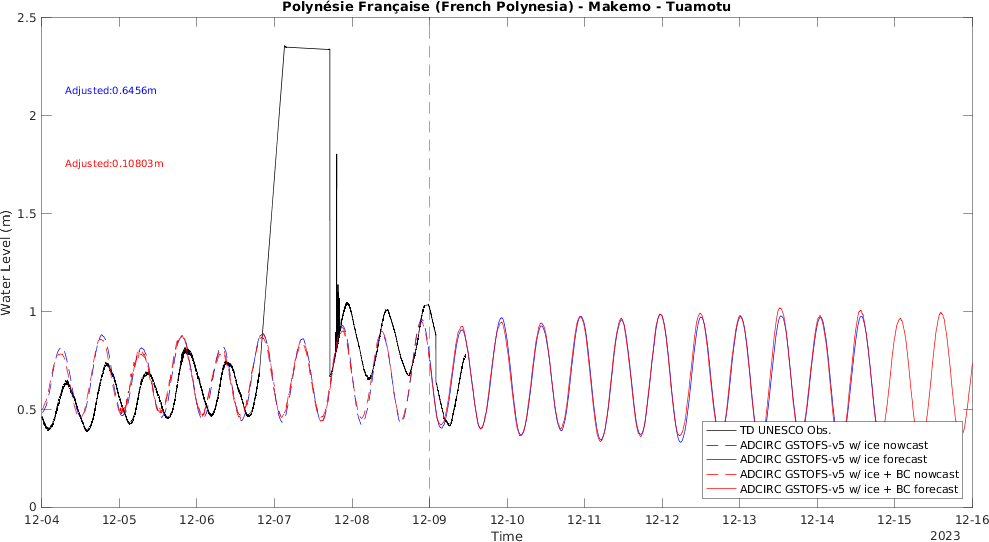 Polynésie Française (French Polynesia) - Makemo - Tuamotu
2.5
2
1.5
1
0.5
0
Water Level (m)
Adjusted:0.6456m
Adjusted:0.10803m
TD UNESCO Obs.
ADCIRC GSTOFS-v5 w/ ice nowcast
ADCIRC GSTOFS-v5 w/ ice forecast
ADCIRC GSTOFS-v5 w/ ice + BC nowcast
ADCIRC GSTOFS-v5 w/ ice + BC forecast
12-04 12-05 12-06 12-07 12-08 12-09 12-10 12-11 12-12 12-13 12-14 12-15 12-16
Time
2023